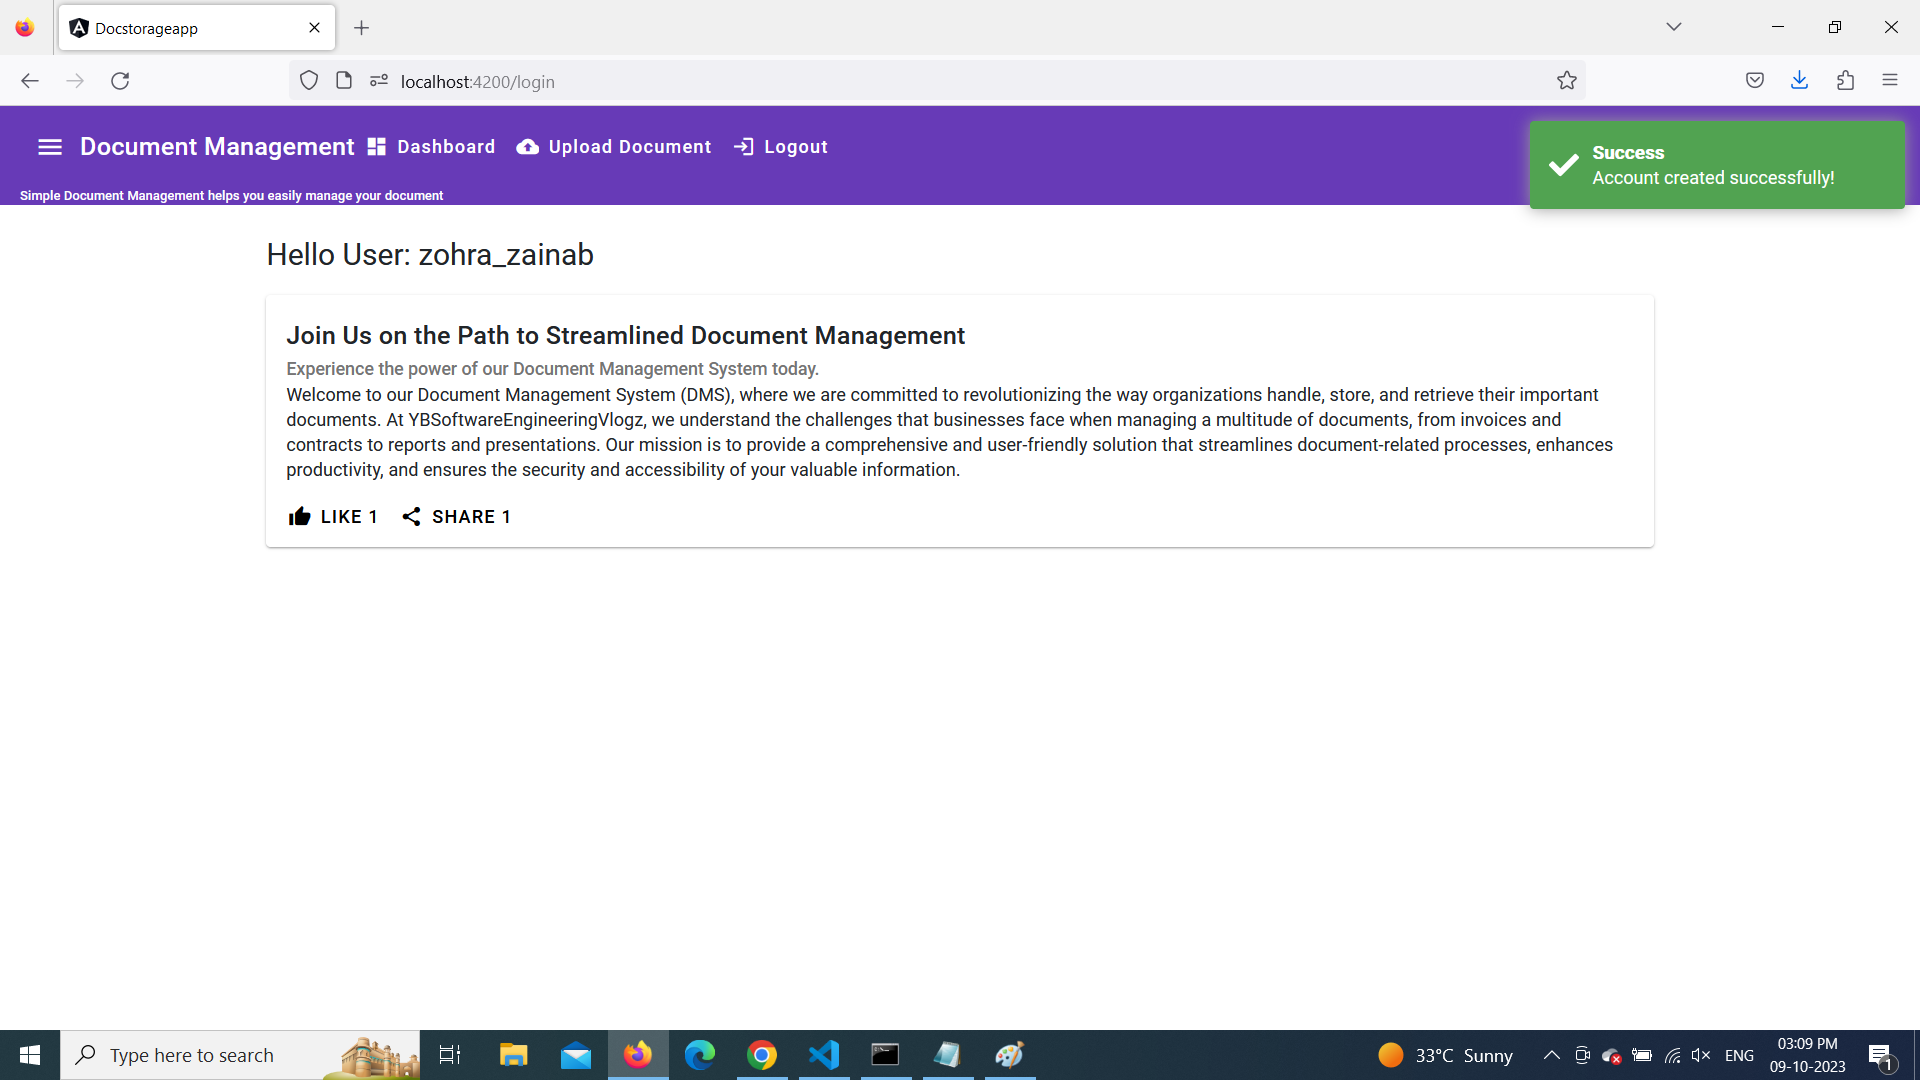 Docstorageapp
localhost:4200/login
Document Management Dashboard Upload Document Logout
Simple Document Management helps you easily manage your document
Success
Account created successfully!
Hello User: zohra_zainab
Join Us on the Path to Streamlined Document Management
Experience the power of our Document Management System today.
Welcome to our Document Management System (DMS), where we are committed to revolutionizing the way organizations handle, store, and retrieve their important
documents. At YBSoftwareEngineeringVlogz, we understand the challenges that businesses face when managing a multitude of documents, from invoices and
contracts to reports and presentations. Our mission is to provide a comprehensive and user-friendly solution that streamlines document-related processes, enhances
productivity, and ensures the security and accessibility of your valuable information.
LIKE 1 SHARE 1
Type here to search
33°C Sunny
ENG
03:09 PM
09-10-2023
1